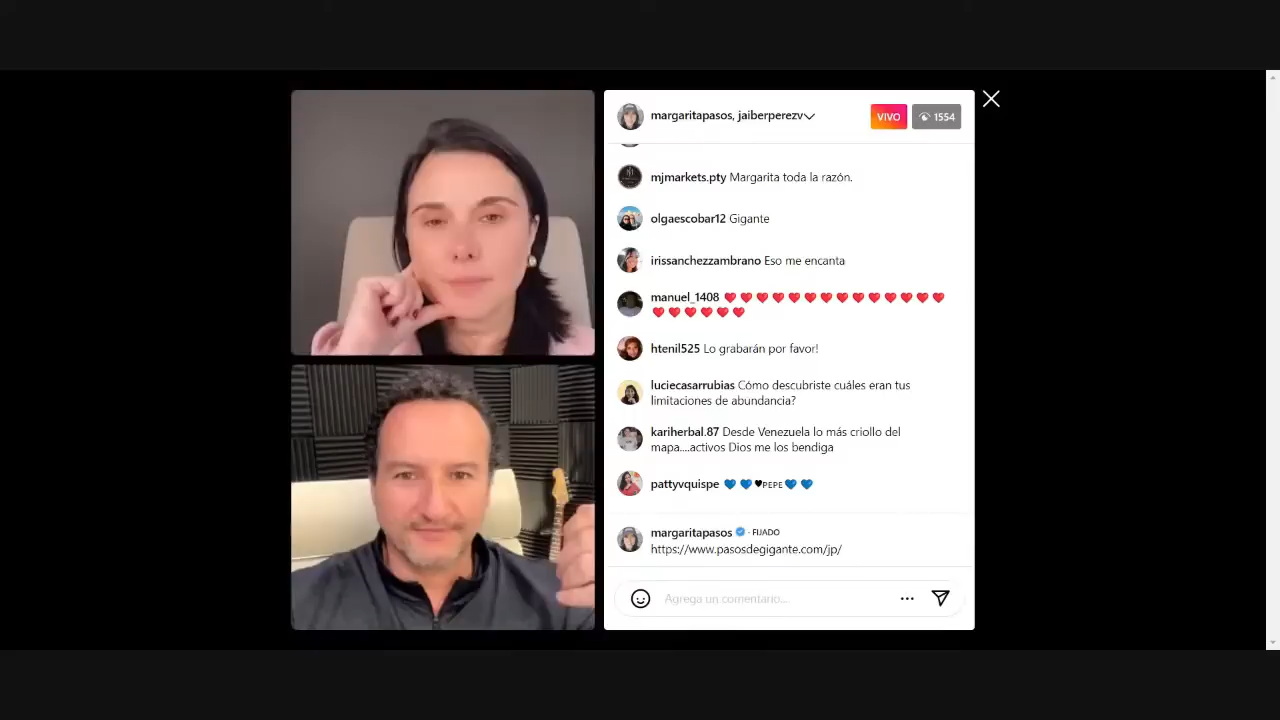 margaritapasos, jaiberperezv
VIVO
1554
mjmarkets.pty Margarita toda la razón.
olgaescobar12 Gigante
irissanchezzambrano Eso me encanta
manuel_1408 ❤️❤️❤️❤️❤️❤️❤️❤️❤️❤️❤️❤️❤️❤️
❤️❤️❤️❤️❤️❤️
htenil525 Lo grabarán por favor!
luciecasarrubias Cómo descubriste cuáles eran tus
limitaciones de abundancia?
kariherbal.87 Desde Venezuela lo más criollo del
mapa....activos Dios me los bendiga
pattyvquispe 💙💙🖤PEPE💙💙
margaritapasos · FIJADO
https://www.pasosdegigante.com/jp/
Agrega un comentario...